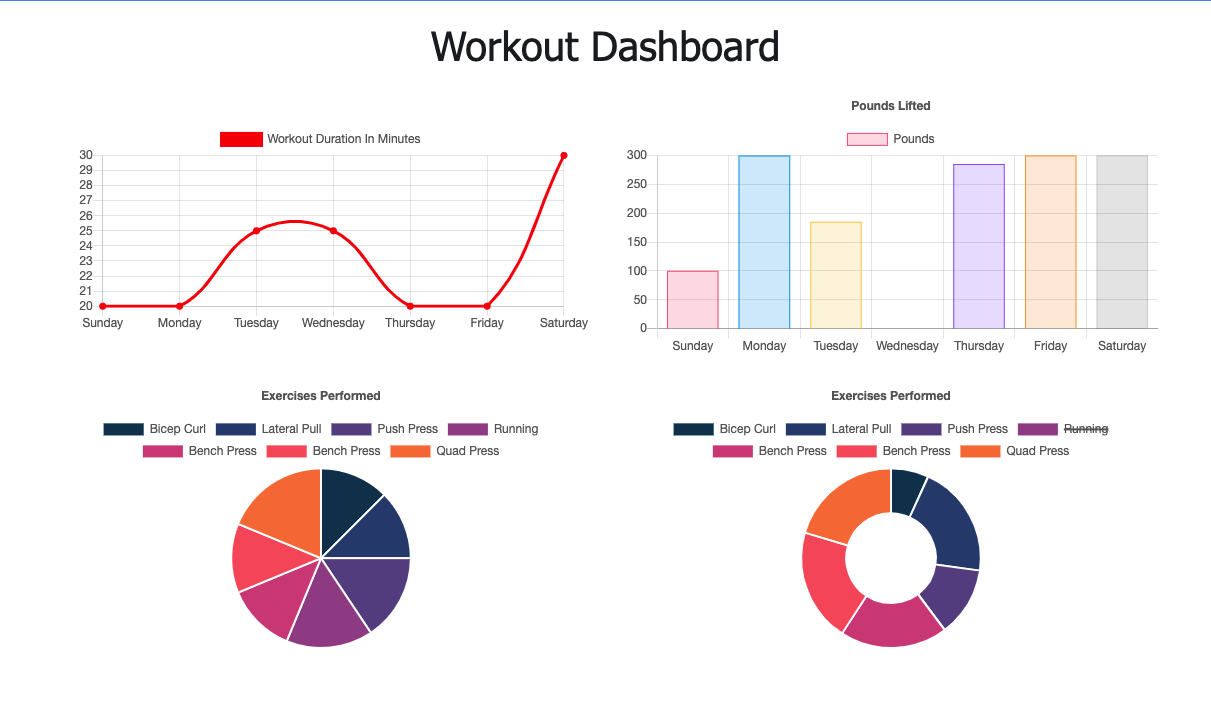 Workout Dashboard
Workout Duration In Minutes
30
29
28
27
26
25
24
23
22
21
20
Sunday Monday Tuesday Wednesday Thursday Friday Saturday
Pounds Lifted
Pounds
300
250
200
150
100
50
0
Sunday Monday Tuesday Wednesday Thursday Friday Saturday
Exercises Performed
Bicep Curl Lateral Pull Push Press Running
Bench Press Bench Press Quad Press
Exercises Performed
Bicep Curl Lateral Pull Push Press Running
Bench Press Bench Press Quad Press